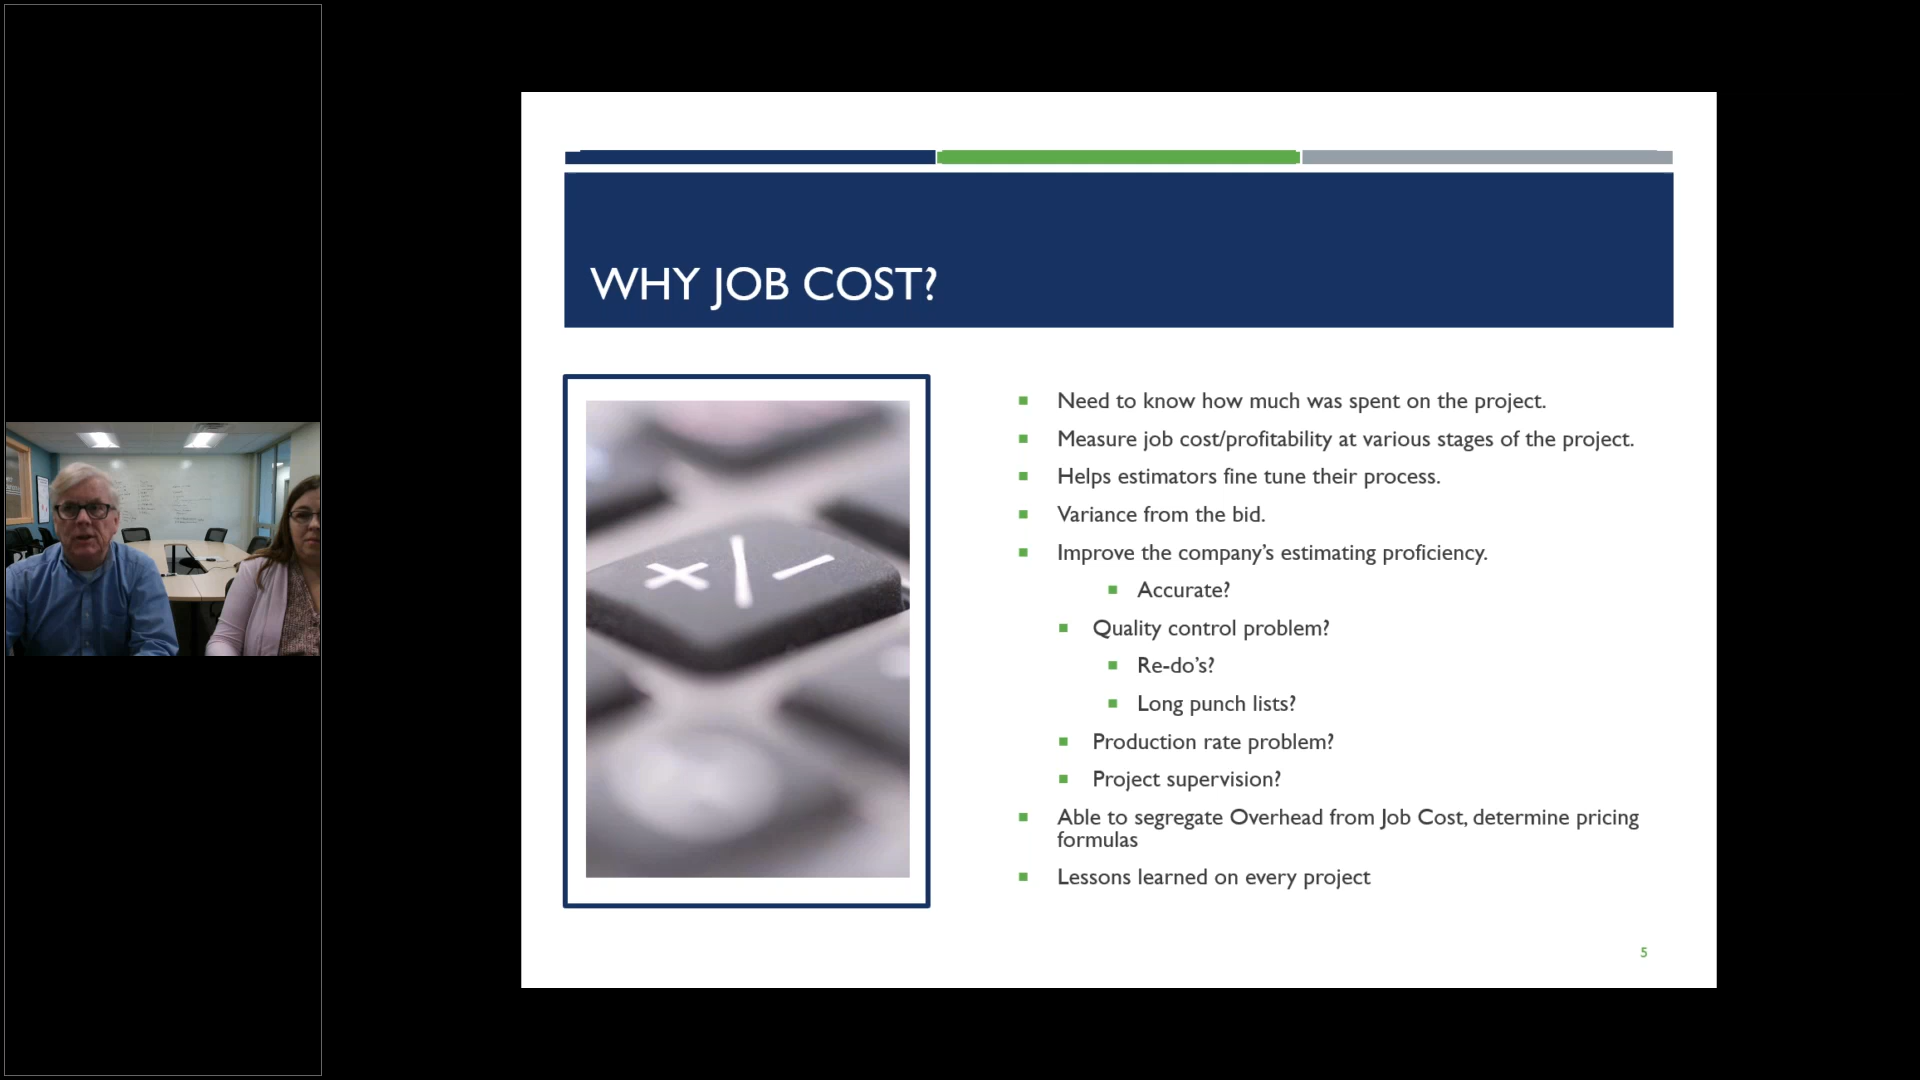 WHY JOB COST?
Need to know how much was spent on the project.
Measure job cost/profitability at various stages of the project.
Helps estimators fine tune their process.
Variance from the bid.
Improve the company’s estimating proficiency.
Accurate?
Quality control problem?
Re-do’s?
Long punch lists?
Production rate problem?
Project supervision?
Able to segregate Overhead from Job Cost, determine pricing
formulas
Lessons learned on every project
5